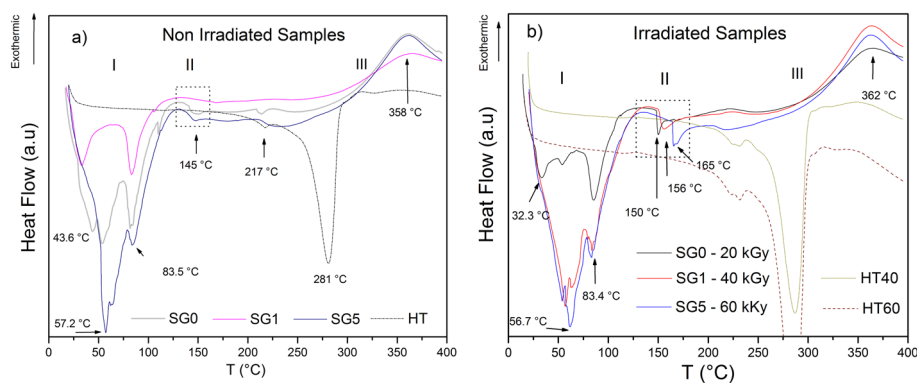 Exothermic
a)
Non Irradiated Samples
I
II
III
358 °C
145 °C
217 °C
43.6 °C
83.5 °C
281 °C
57.2 °C
SG0
SG1
SG5
HT
Heat Flow (a.u)
0
50
100
150
200
250
300
350
400
T (°C)
Exothermic
b)
Irradiated Samples
I
II
III
362 °C
165 °C
156 °C
150 °C
32.3 °C
83.4 °C
56.7 °C
SG0 - 20 kGy
SG1 - 40 kGy
SG5 - 60 kKy
HT40
HT60
Heat Flow (a.u)
0
50
100
150
200
250
300
350
400
T (°C)